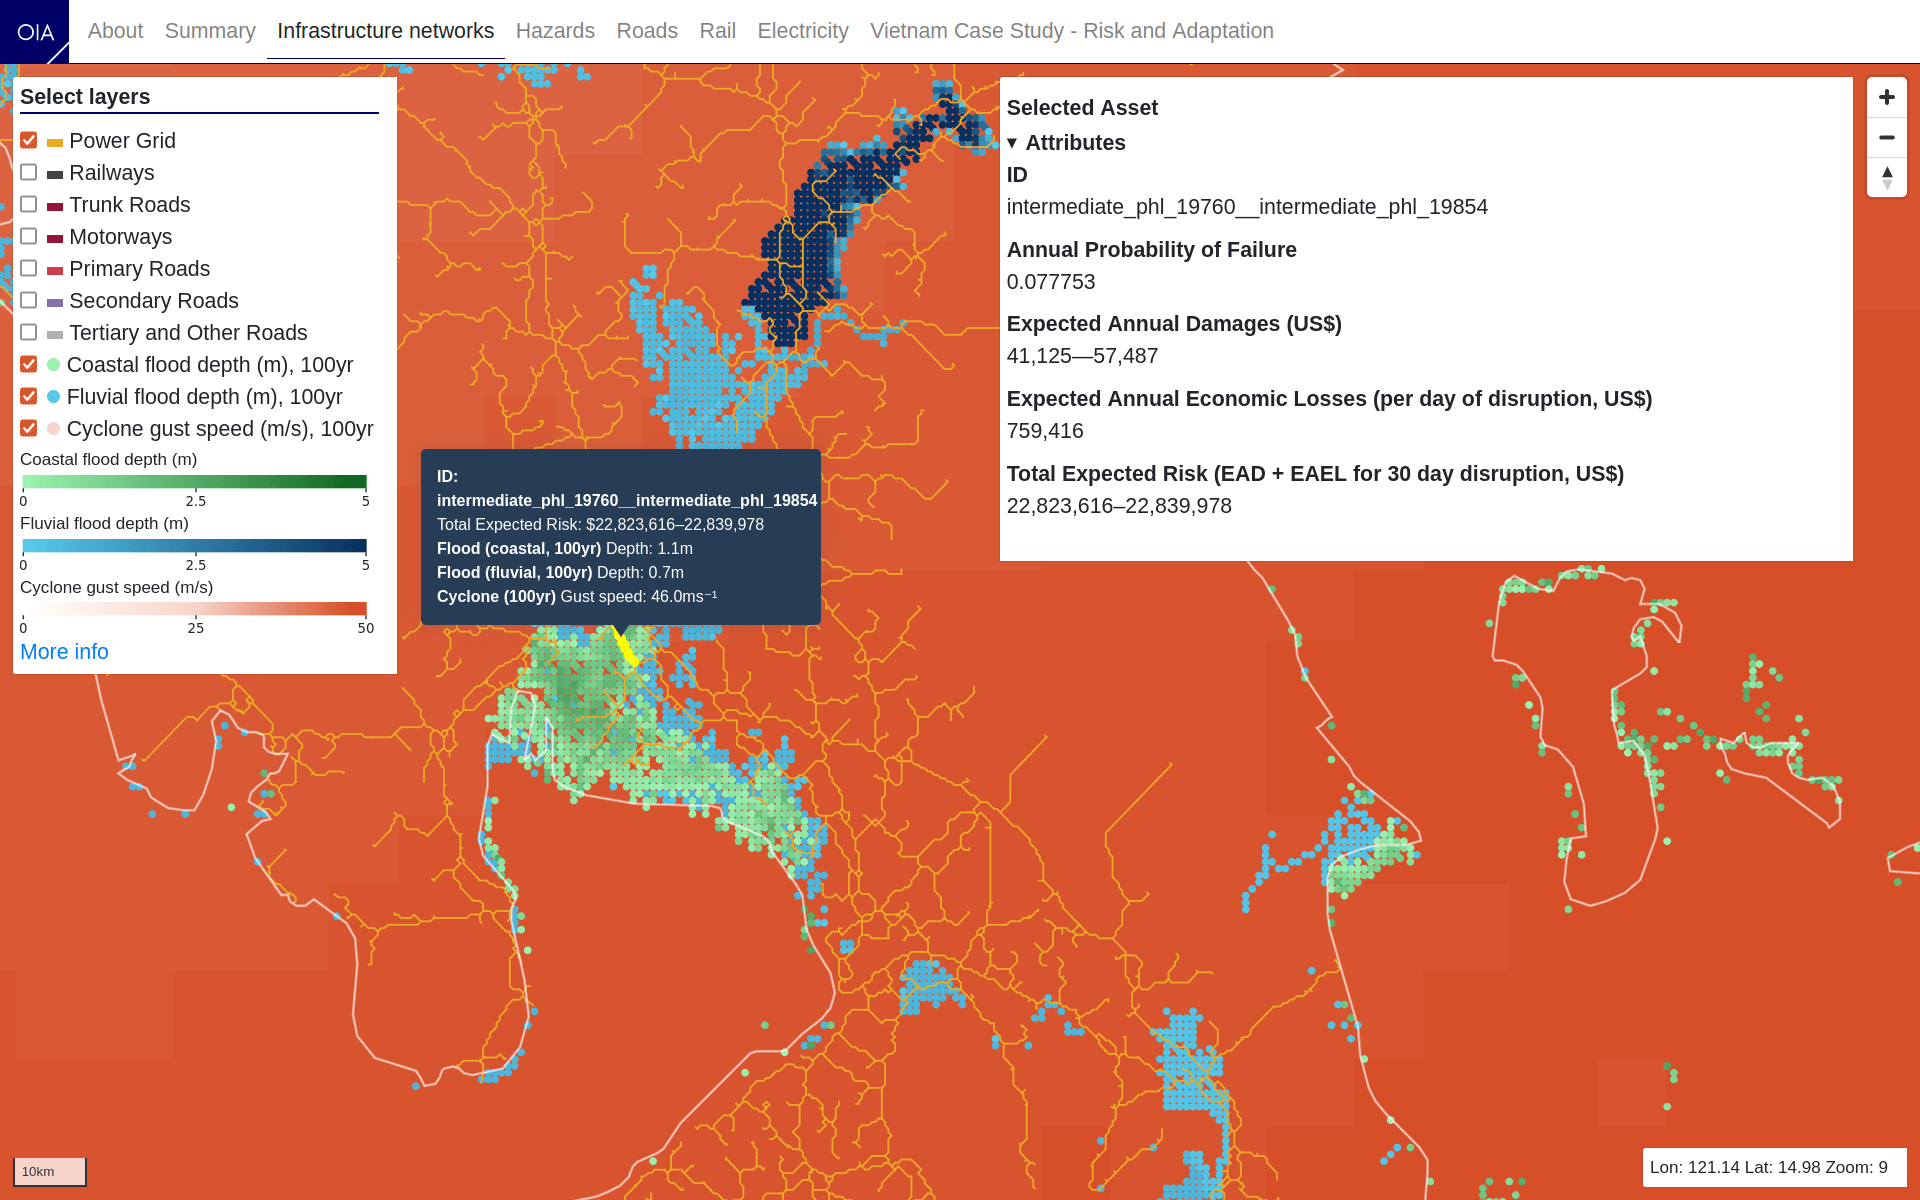 OIA
About Summary Infrastructure networks Hazards Roads Rail Electricity Vietnam Case Study - Risk and Adaptation
Select layers
Power Grid
Railways
Trunk Roads
Motorways
Primary Roads
Secondary Roads
Tertiary and Other Roads
Coastal flood depth (m), 100yr
Fluvial flood depth (m), 100yr
Cyclone gust speed (m/s), 100yr
Coastal flood depth (m)
0 2.5 5
Fluvial flood depth (m)
0 2.5 5
Cyclone gust speed (m/s)
0 25 50
More info
ID:
intermediate_phl_19760__intermediate_phl_19854
Total Expected Risk: $22,823,616–22,839,978
Flood (coastal, 100yr) Depth: 1.1m
Flood (fluvial, 100yr) Depth: 0.7m
Cyclone (100yr) Gust speed: 46.0ms⁻¹
Selected Asset
▾ Attributes
ID
intermediate_phl_19760__intermediate_phl_19854
Annual Probability of Failure
0.077753
Expected Annual Damages (US$)
41,125—57,487
Expected Annual Economic Losses (per day of disruption, US$)
759,416
Total Expected Risk (EAD + EAEL for 30 day disruption, US$)
22,823,616–22,839,978
10km
Lon: 121.14 Lat: 14.98 Zoom: 9